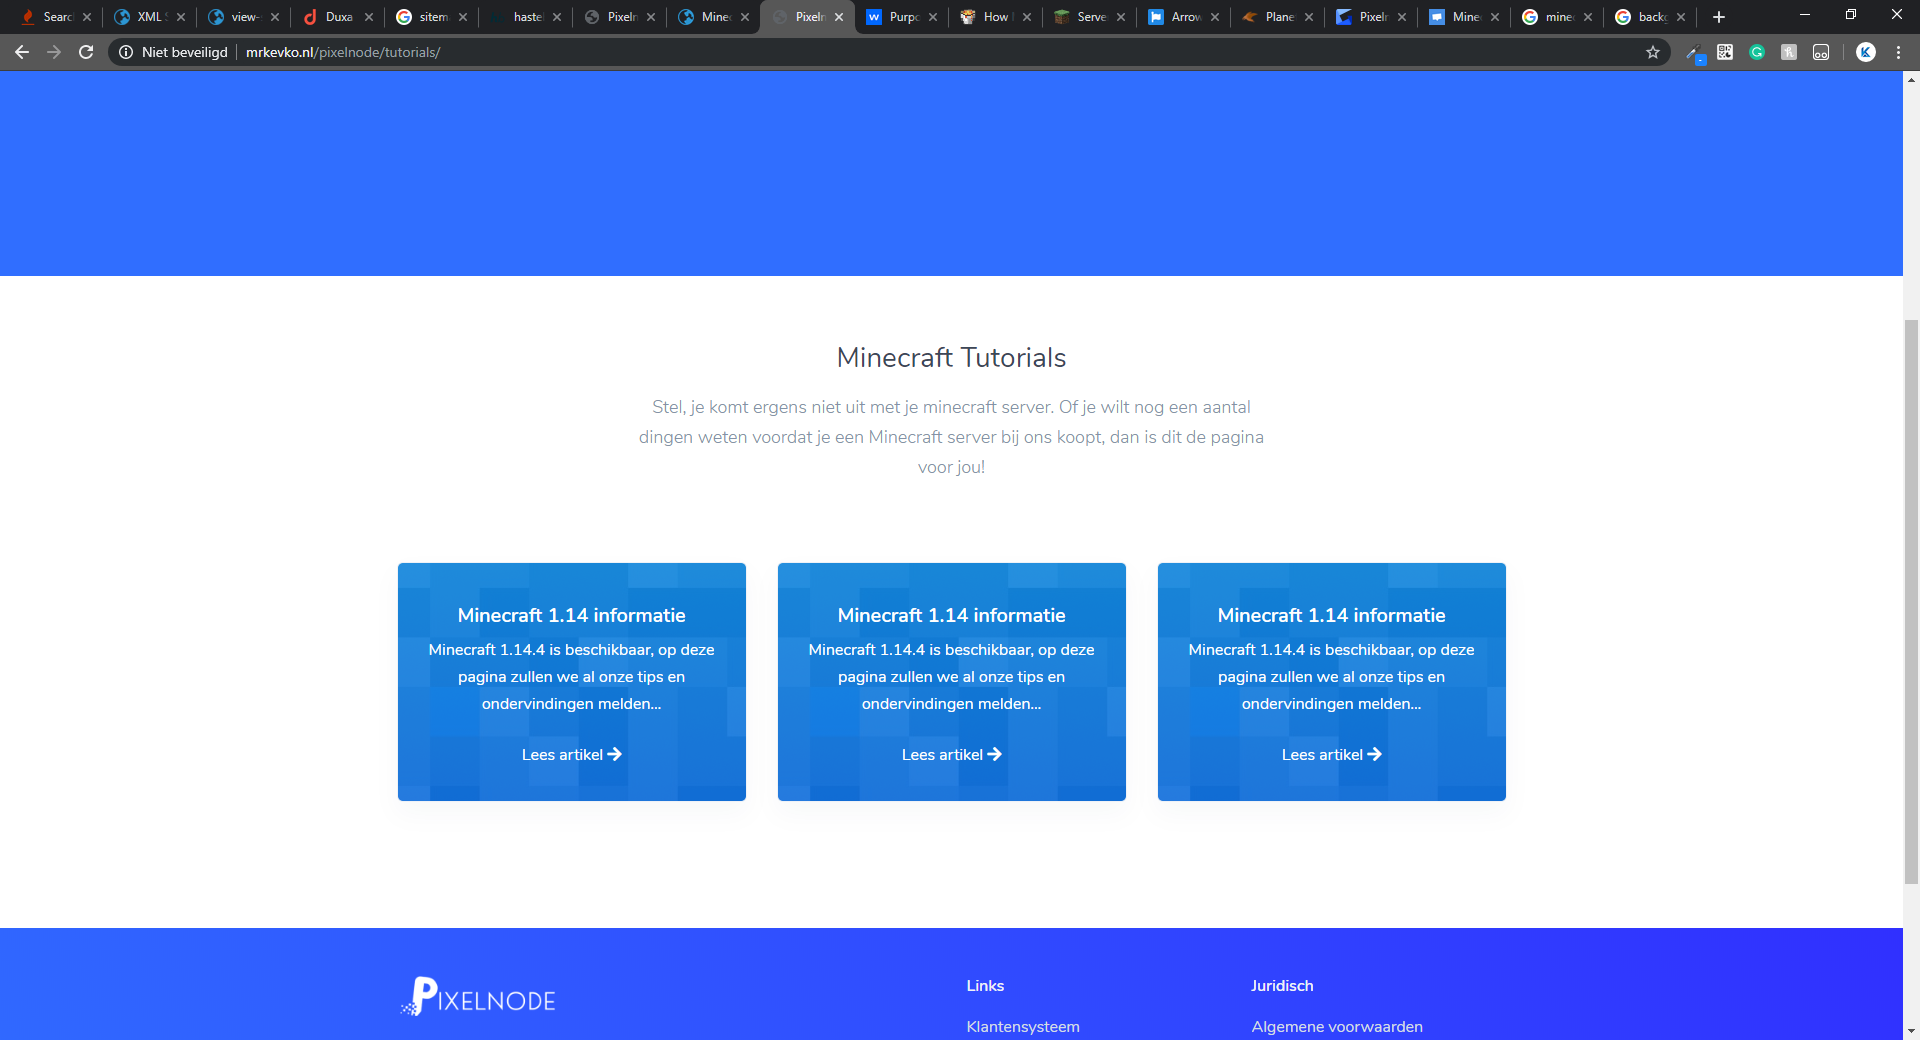 Searc
XML S
view-
Duxa
sitem
hastel
Pixeln
Minec
Pixeln
Purpo
How
Serve
Arrow
Plane
Pixeln
Mine
minec
backg
Niet beveiligd mrkevko.nl/pixelnode/tutorials/
Minecraft Tutorials
Stel, je komt ergens niet uit met je minecraft server. Of je wilt nog een aantal
dingen weten voordat je een Minecraft server bij ons koopt, dan is dit de pagina
voor jou!
Minecraft 1.14 informatie
Minecraft 1.14.4 is beschikbaar, op deze
pagina zullen we al onze tips en
ondervindingen melden...
Lees artikel
Minecraft 1.14 informatie
Minecraft 1.14.4 is beschikbaar, op deze
pagina zullen we al onze tips en
ondervindingen melden...
Lees artikel
Minecraft 1.14 informatie
Minecraft 1.14.4 is beschikbaar, op deze
pagina zullen we al onze tips en
ondervindingen melden...
Lees artikel
PIXELNODE
Links
Klantensysteem
Juridisch
Algemene voorwaarden